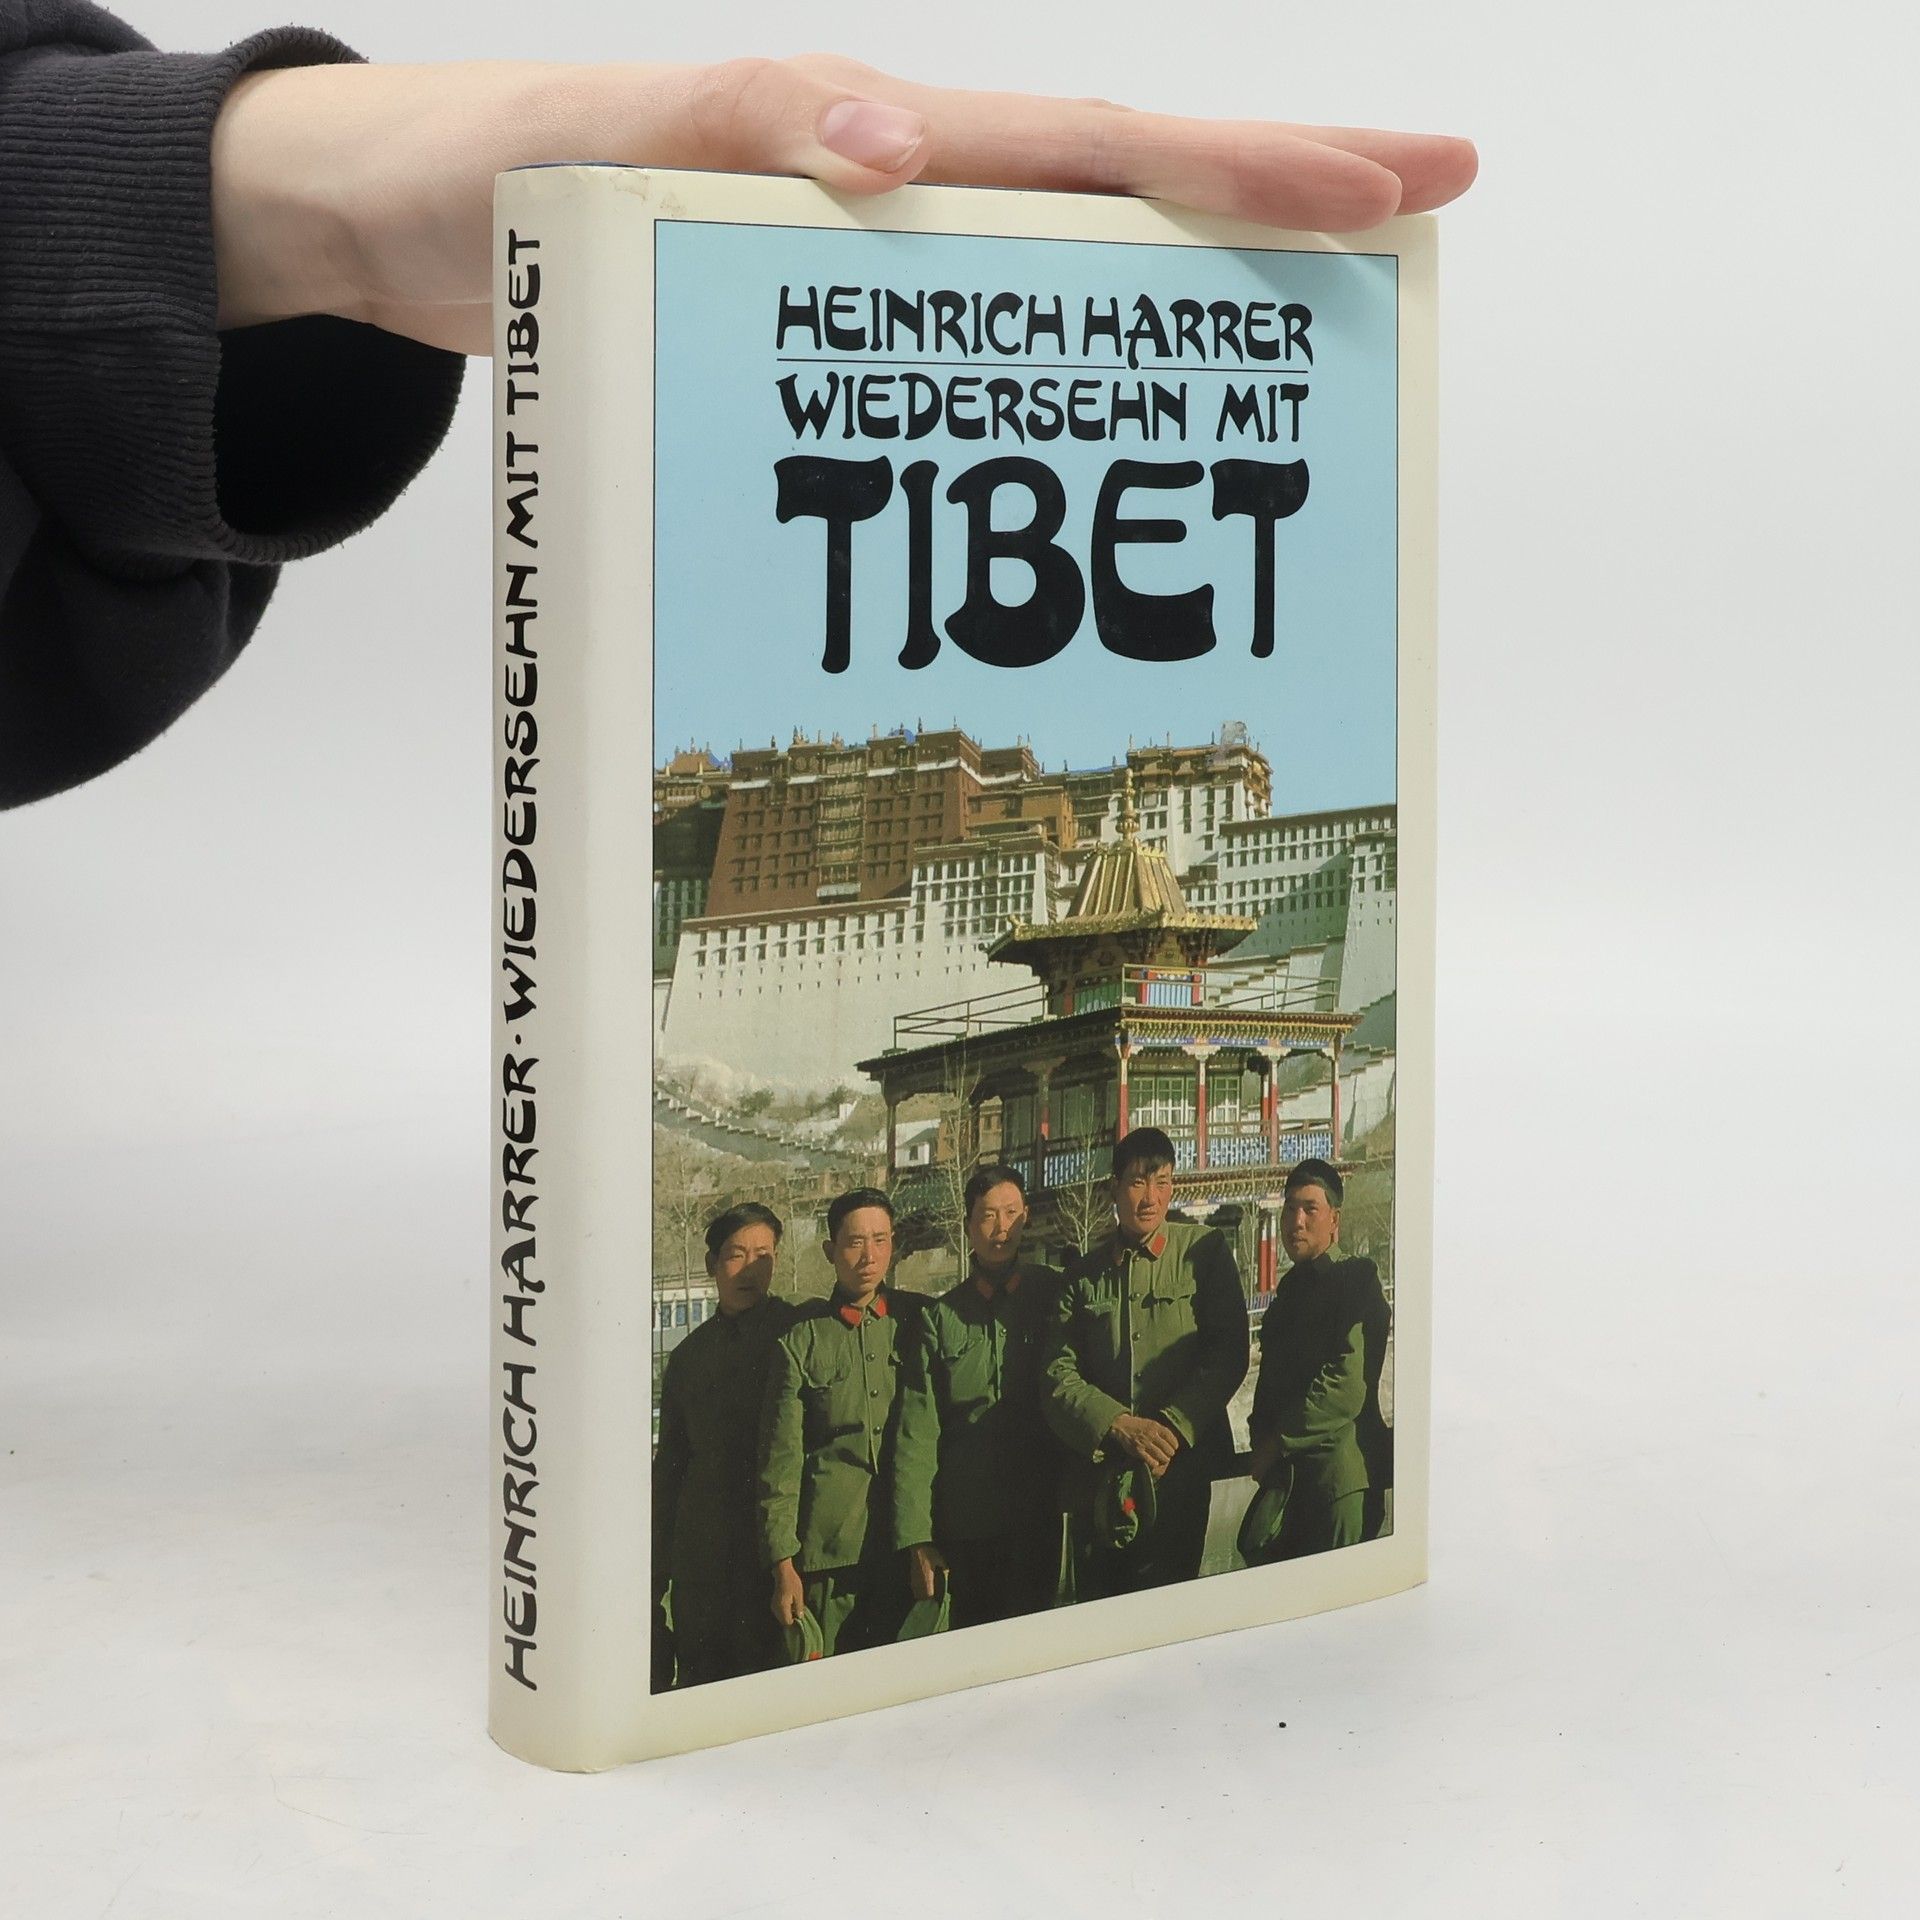 HEINRICH HARRER · WIEDERSEHN MIT TIBET
HEINRICH HARRER
WIEDERSEHN MIT
TIBET